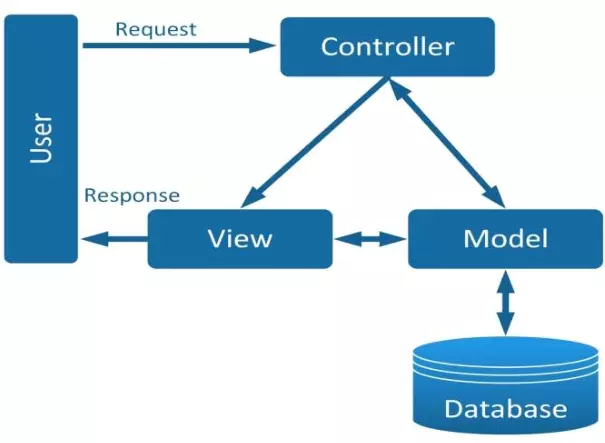 Request
Controller
User
Response
View
Model
Database